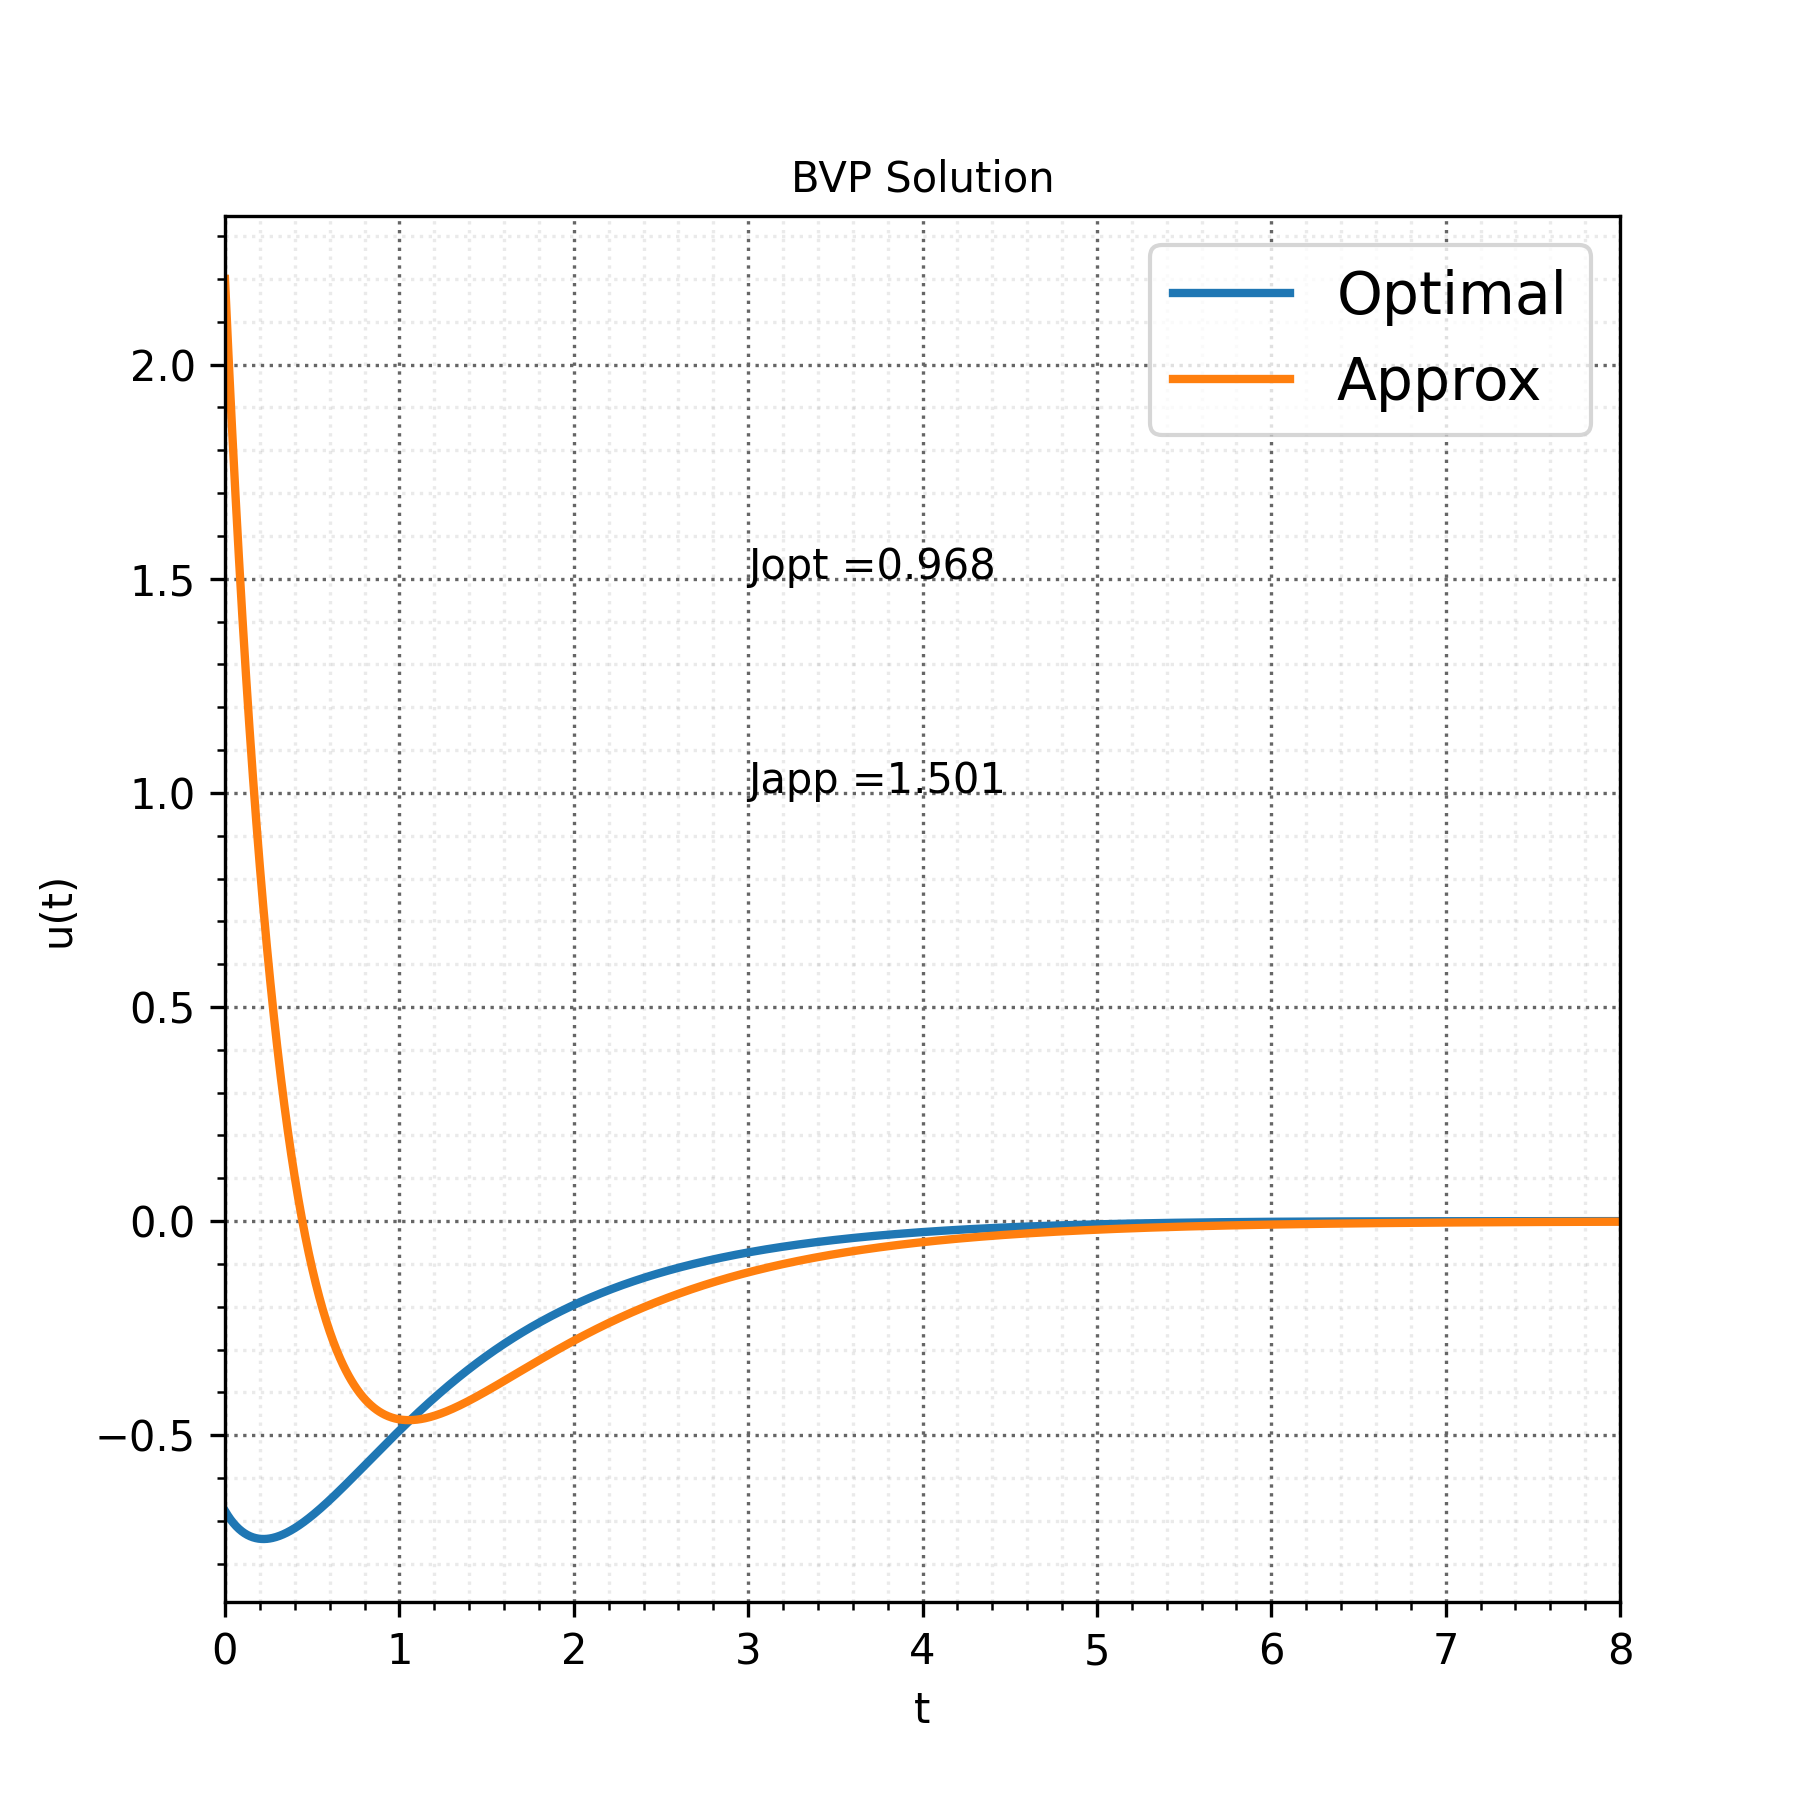 BVP Solution
Optimal
Approx
2.0
Jopt =0.968
1.5
Japp =1.501
1.0
u(t)
0.5
0.0
−0.5
0 1 2 3 4 5 6 7 8
t